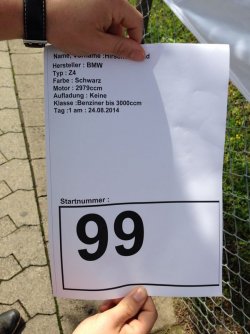 Name, Vorname :
Hersteller : BMW
Typ : Z4
Farbe : Schwarz
Motor : 2979ccm
Aufladung : Keine
Klasse :Benziner bis 3000ccm
Tag :1 am : 24.08.2014
Startnummer :
99